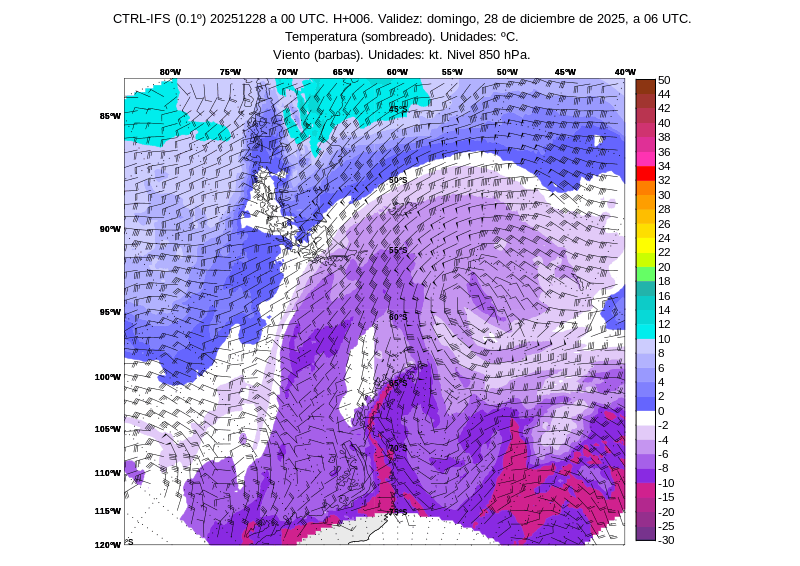 CTRL-IFS (0.1º) 20251228 a 00 UTC. H+006. Validez: domingo, 28 de diciembre de 2025, a 06 UTC.
Temperatura (sombreado). Unidades: ºC.
Viento (barbas). Unidades: kt. Nivel 850 hPa.
80°W 75°W 70°W 65°W 60°W 55°W 50°W 45°W 40°W
85°W
90°W
95°W
100°W
105°W
110°W
115°W
120°W
45°S
50°S
55°S
60°S
65°S
70°S
75°S
°S
50
44
42
40
38
36
34
32
30
28
26
24
22
20
18
16
14
12
10
8
6
4
2
0
-2
-4
-6
-8
-10
-15
-20
-25
-30